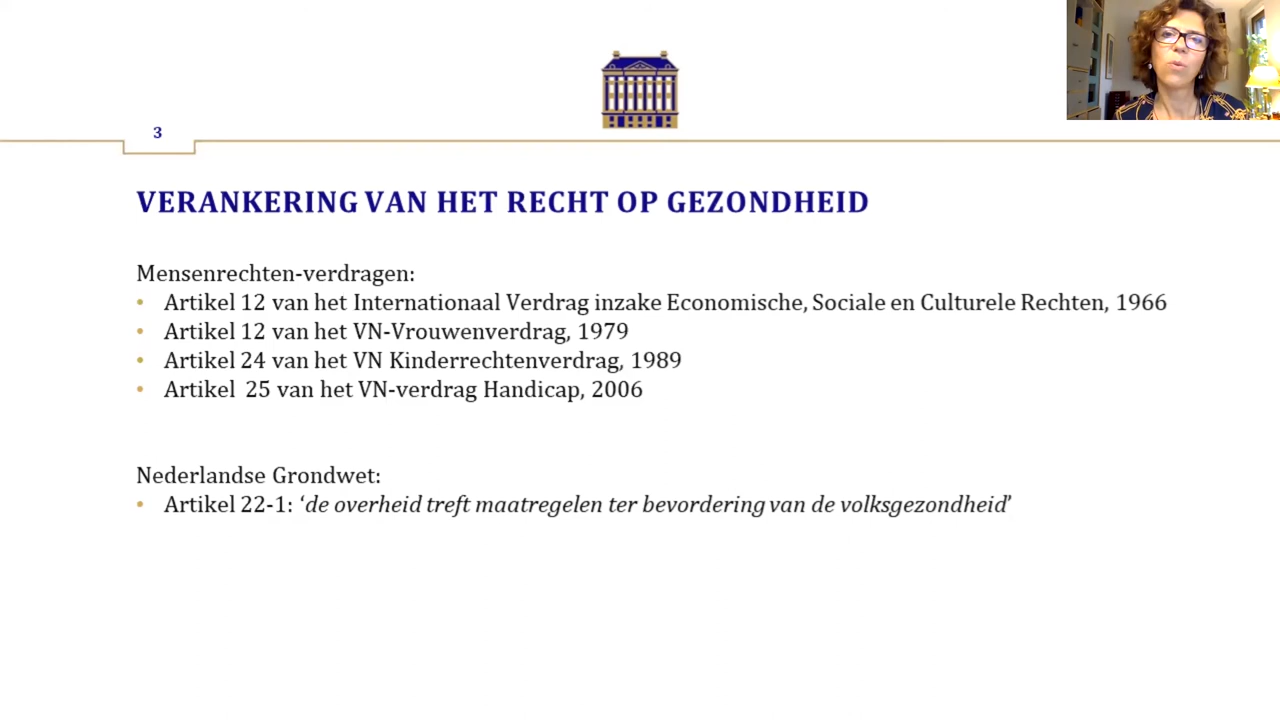 3
VERANKERING VAN HET RECHT OP GEZONDHEID
Mensenrechten-verdragen:
• Artikel 12 van het Internationaal Verdrag inzake Economische, Sociale en Culturele Rechten, 1966
• Artikel 12 van het VN-Vrouwenverdrag, 1979
• Artikel 24 van het VN Kinderrechtenverdrag, 1989
• Artikel  25 van het VN-verdrag Handicap, 2006
Nederlandse Grondwet:
• Artikel 22-1: ‘de overheid treft maatregelen ter bevordering van de volksgezondheid’